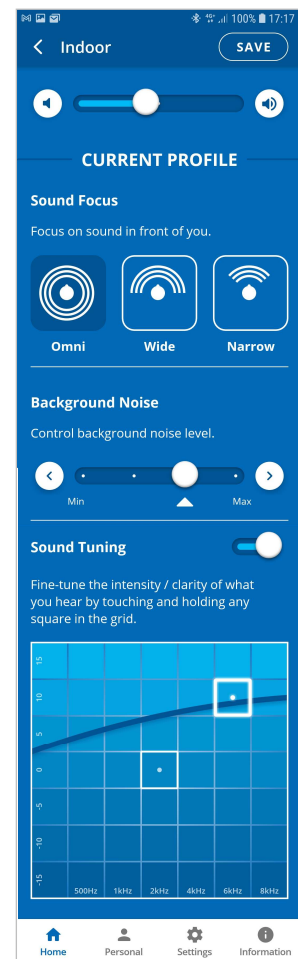 4G+ 100% 17:17
Indoor SAVE
CURRENT PROFILE
Sound Focus
Focus on sound in front of you.
Omni Wide Narrow
Background Noise
Control background noise level.
Min Max
Sound Tuning
Fine-tune the intensity / clarity of what
you hear by touching and holding any
square in the grid.
15
10
5
0
-5
-10
-15
500Hz 1kHz 2kHz 4kHz 6kHz 8kHz
Home Personal Settings Information